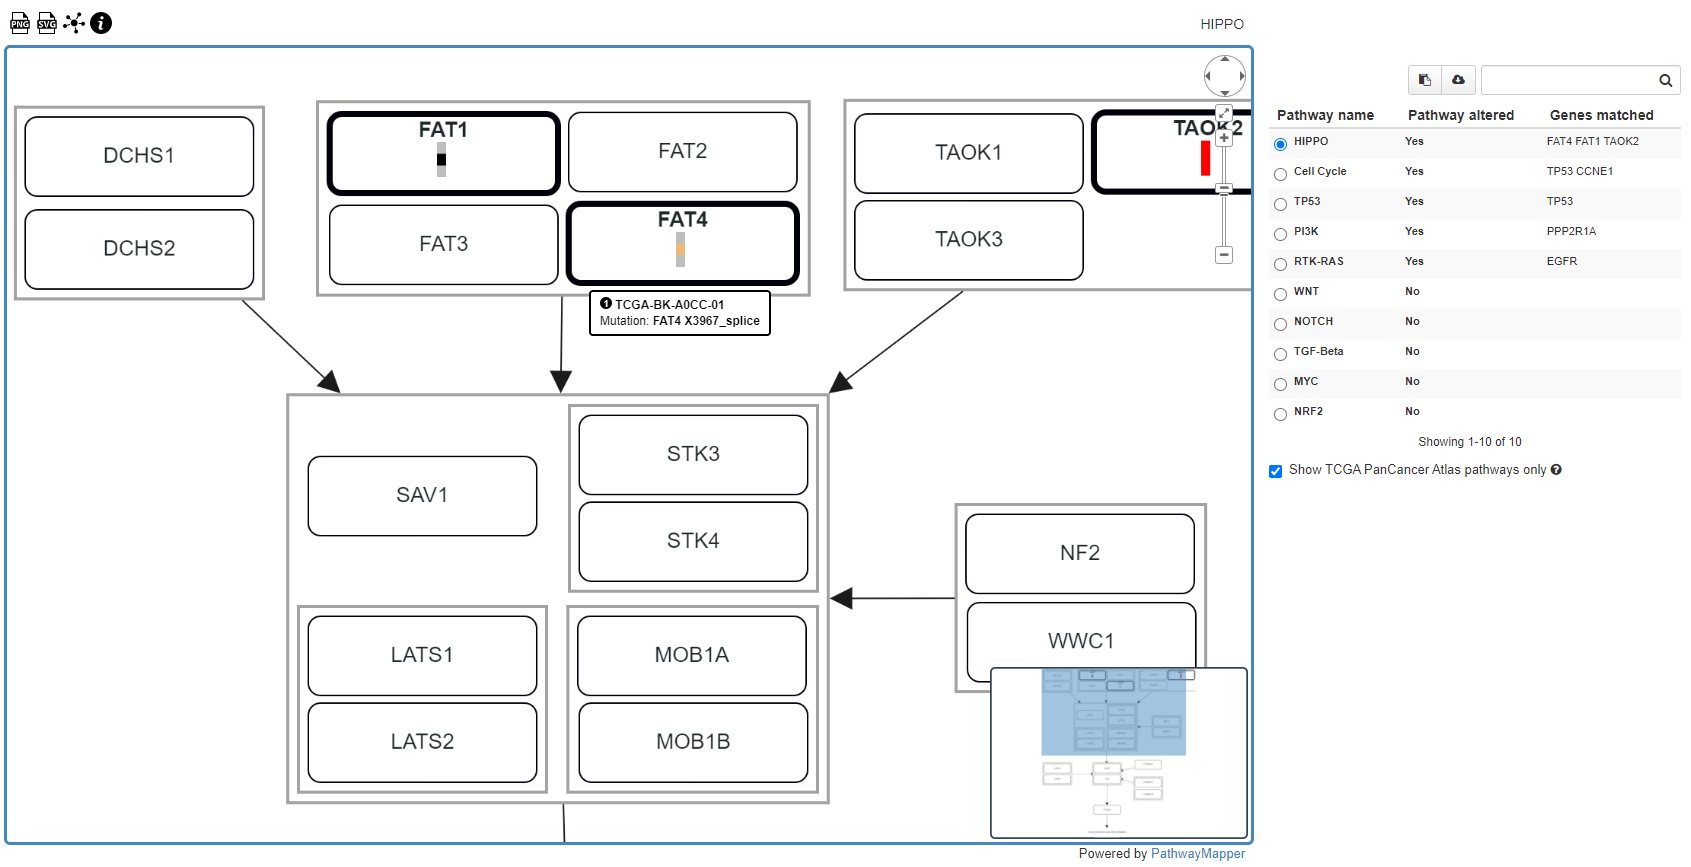 PNG
SVG
HIPPO
DCHS1
DCHS2
FAT1
FAT2
FAT3
FAT4
TAOK1
TAOK2
TAOK3
1 TCGA-BK-A0CC-01
Mutation: FAT4 X3967_splice
SAV1
STK3
STK4
LATS1
LATS2
MOB1A
MOB1B
NF2
WWC1
Powered by PathwayMapper
Pathway name Pathway altered Genes matched
HIPPO Yes FAT4 FAT1 TAOK2
Cell Cycle Yes TP53 CCNE1
TP53 Yes TP53
PI3K Yes PPP2R1A
RTK-RAS Yes EGFR
WNT No
NOTCH No
TGF-Beta No
MYC No
NRF2 No
Showing 1-10 of 10
Show TCGA PanCancer Atlas pathways only